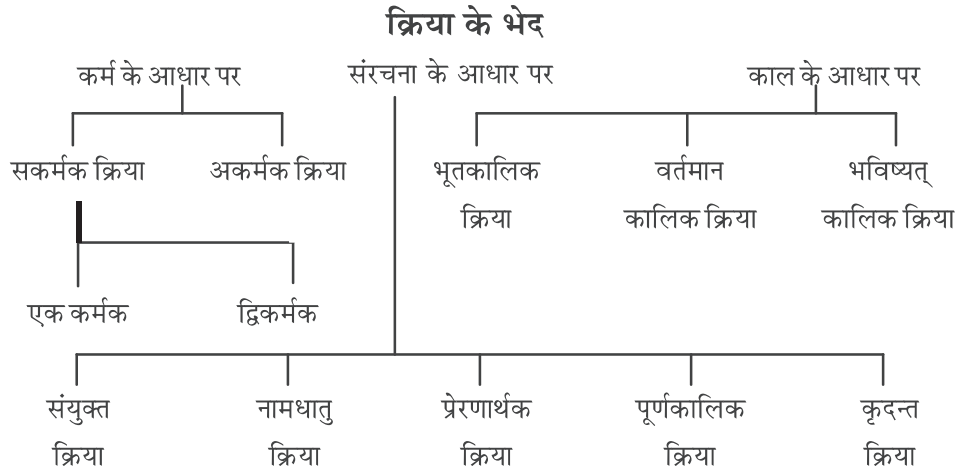 क्रिया के भेद
कर्म के आधार पर
संरचना के आधार पर
काल के आधार पर
सकर्मक क्रिया
अकर्मक क्रिया
भूतकालिक
क्रिया
वर्तमान
कालिक क्रिया
भविष्यत्
कालिक क्रिया
एक कर्मक
द्विकर्मक
संयुक्त
क्रिया
नामधातु
क्रिया
प्रेरणार्थक
क्रिया
पूर्णकालिक
क्रिया
कृदन्त
क्रिया